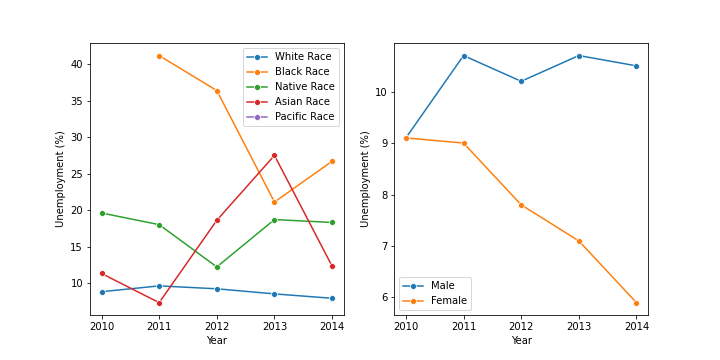 40
35
30
25
20
15
10
Unemployment (%)
2010 2011 2012 2013 2014
Year
White Race
Black Race
Native Race
Asian Race
Pacific Race
10
9
8
7
6
Unemployment (%)
2010 2011 2012 2013 2014
Year
Male
Female